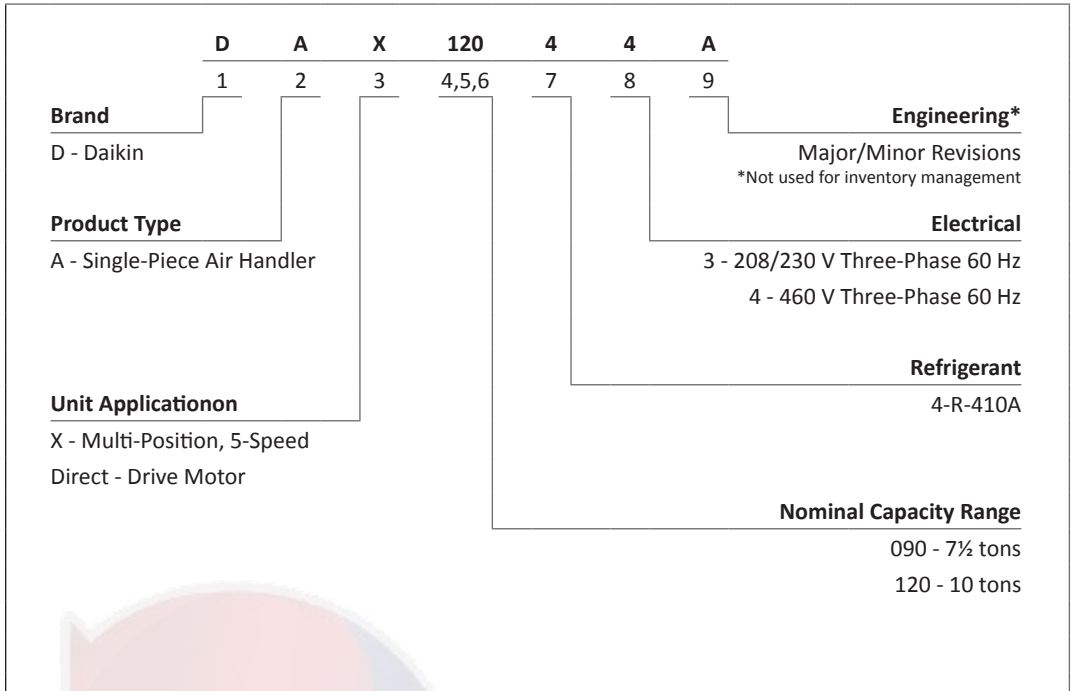 D A X 120 4 4 A
1 2 3 4,5,6 7 8 9
Brand
D - Daikin
Product Type
A - Single-Piece Air Handler
Unit Applicationon
X - Multi-Position, 5-Speed
Direct - Drive Motor
Engineering*
Major/Minor Revisions
*Not used for inventory management
Electrical
3 - 208/230 V Three-Phase 60 Hz
4 - 460 V Three-Phase 60 Hz
Refrigerant
4-R-410A
Nominal Capacity Range
090 - 7½ tons
120 - 10 tons